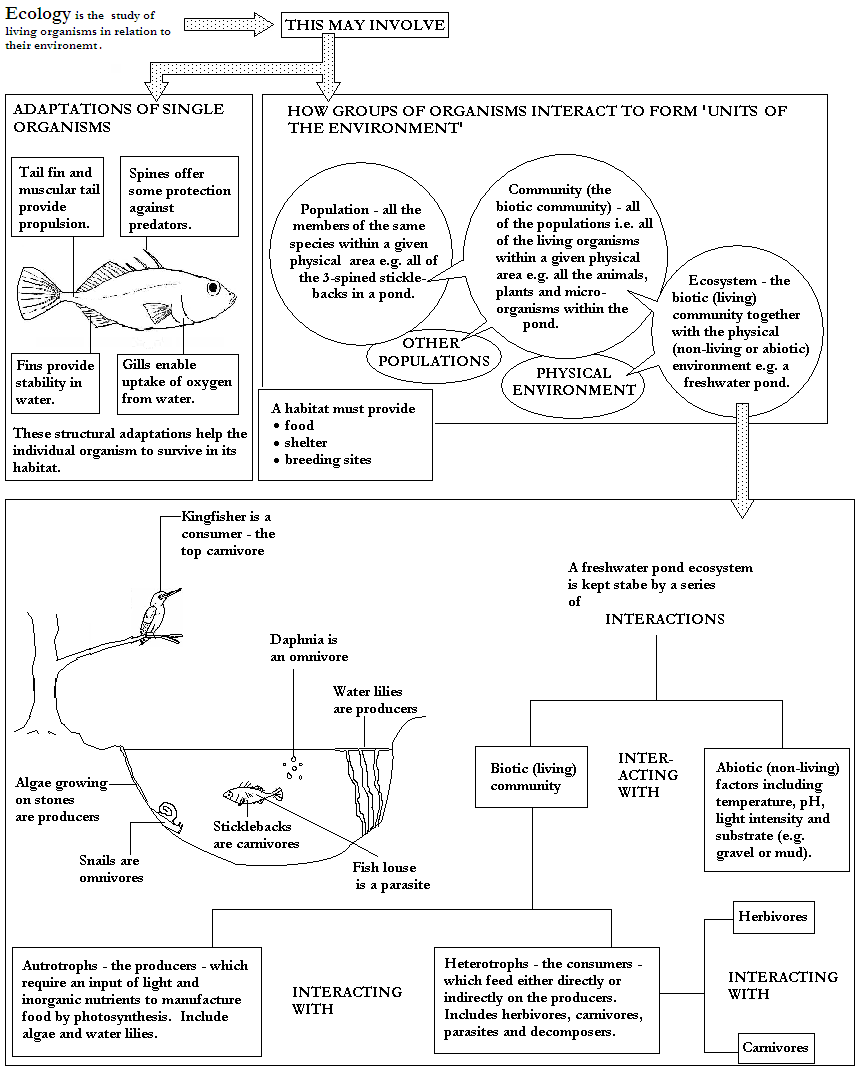 Ecology is the study of
living organisms in relation to
their environemt.
THIS MAY INVOLVE
ADAPTATIONS OF SINGLE
ORGANISMS
Tail fin and
muscular tail
provide
propulsion.
Spines offer
some protection
against
predators.
Fins provide
stability in
water.
Gills enable
uptake of oxygen
from water.
These structural adaptations help the
individual organism to survive in its
habitat.
HOW GROUPS OF ORGANISMS INTERACT TO FORM 'UNITS OF
THE ENVIRONMENT'
Population - all the
members of the same
species within a given
physical area e.g. all of
the 3-spined stickle-
backs in a pond.
OTHER
POPULATIONS
Community (the
biotic community) - all
of the populations i.e. all
of the living organisms
within a given physical
area e.g. all the animals,
plants and micro-
organisms within the
pond.
PHYSICAL
ENVIRONMENT
Ecosystem - the
biotic (living)
community together
with the physical
(non-living or abiotic)
environment e.g. a
freshwater pond.
A habitat must provide
• food
• shelter
• breeding sites
Kingfisher is a
consumer - the
top carnivore
Daphnia is
an omnivore
Water lilies
are producers
Algae growing
on stones
are producers
Snails are
omnivores
Sticklebacks
are carnivores
Fish louse
is a parasite
A freshwater pond ecosystem
is kept stabe by a series
of
INTERACTIONS
Biotic (living)
community
INTER-
ACTING
WITH
Abiotic (non-living)
factors including
temperature, pH,
light intensity and
substrate (e.g.
gravel or mud).
Autrotrophs - the producers - which
require an input of light and
inorganic nutrients to manufacture
food by photosynthesis. Include
algae and water lilies.
INTERACTING
WITH
Heterotrophs - the consumers -
which feed either directly or
indirectly on the producers.
Includes herbivores, carnivores,
parasites and decomposers.
Herbivores
INTERACTING
WITH
Carnivores